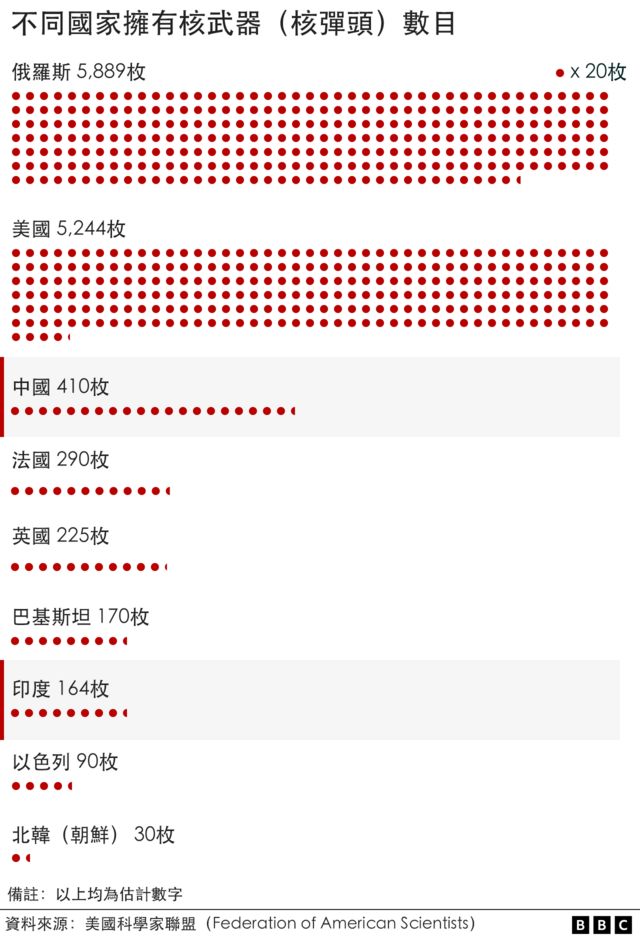 不同國家擁有核武器（核彈頭）數目
俄羅斯 5,889枚
x 20枚
美國 5,244枚
中國 410枚
法國 290枚
英國 225枚
巴基斯坦 170枚
印度 164枚
以色列 90枚
北韓（朝鮮） 30枚
備註：以上均為估計數字
資料來源：美國科學家聯盟（Federation of American Scientists）
BBC